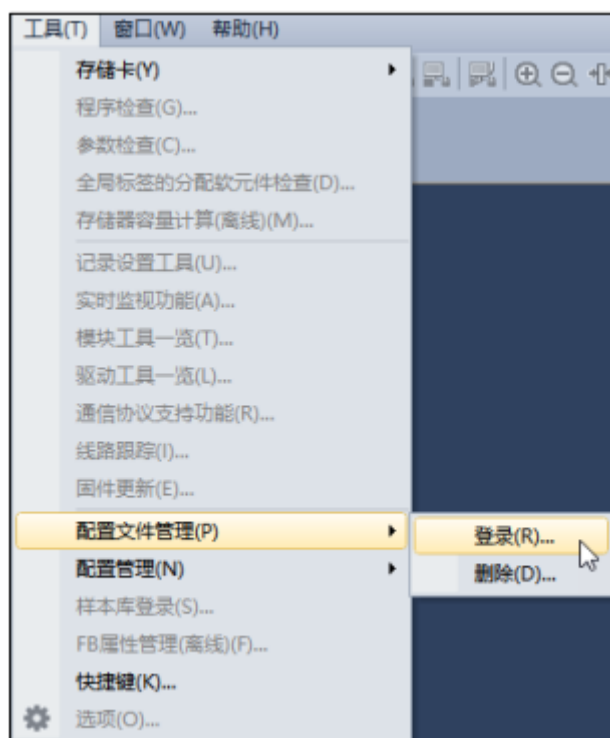 工具(T) 窗口(W) 帮助(H)
存储卡(Y)
程序检查(G)...
参数检查(C)...
全局标签的分配软元件检查(D)...
存储器容量计算(离线)(M)...
记录设置工具(U)...
实时监视功能(A)...
模块工具一览(T)...
驱动工具一览(L)...
通信协议支持功能(R)...
线路跟踪(I)...
固件更新(E)...
配置文件管理(P)
登录(R)...
配置管理(N)
删除(D)...
样本库登录(S)...
FB属性管理(离线)(F)...
快捷键(K)...
选项(O)...